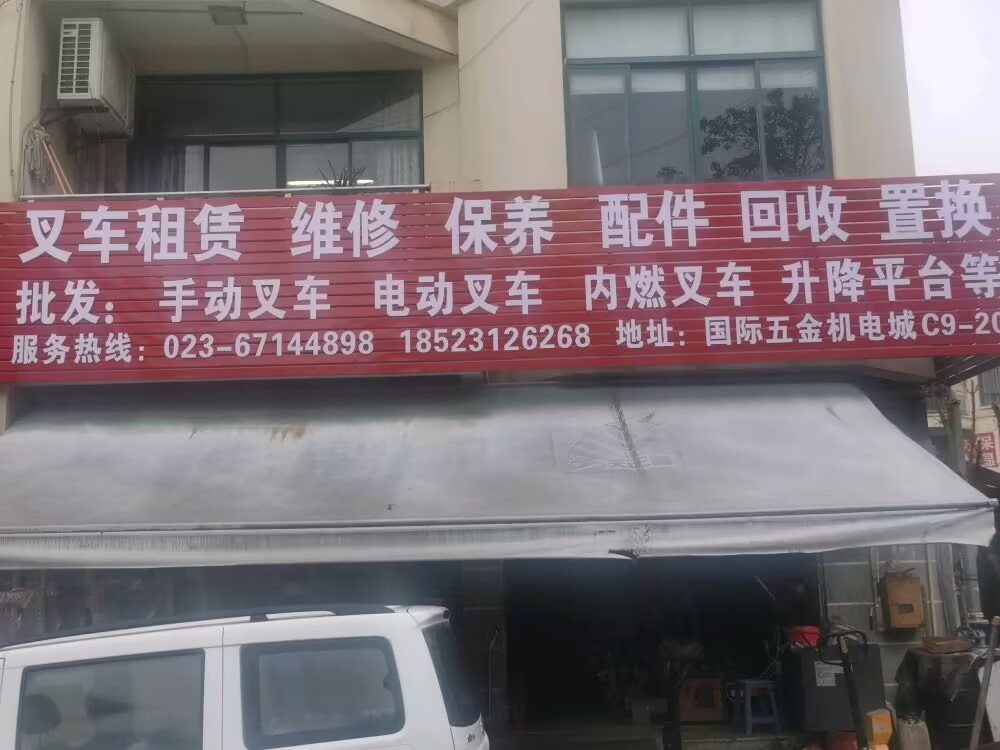 叉车租赁 维修 保养 配件 回收 置换
批发： 手动叉车 电动叉车 内燃叉车 升降平台等
服务热线：023-67144898 18523126268 地址：国际五金机电城C9-20